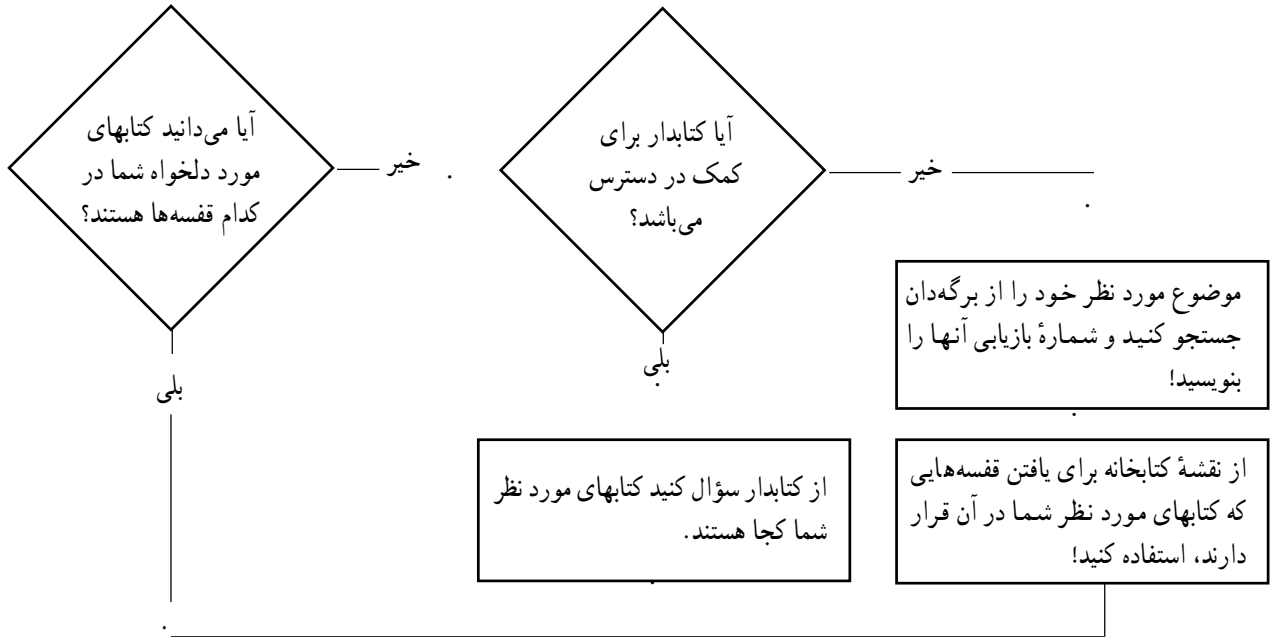 آیا می‌دانید کتابهای
مورد دلخواه شما در
کدام قفسه‌ها هستند؟
خیر
بلی
آیا کتابدار برای
کمک در دسترس
می‌باشد؟
خیر
بلی
موضوع مورد نظر خود را از برگه‌دان
جستجو کنید و شمارهٔ بازیابی آنها را
بنویسید!
از کتابدار سؤال کنید کتابهای مورد نظر
شما کجا هستند.
از نقشهٔ کتابخانه برای یافتن قفسه‌هایی
که کتابهای مورد نظر شما در آن قرار
دارند، استفاده کنید!